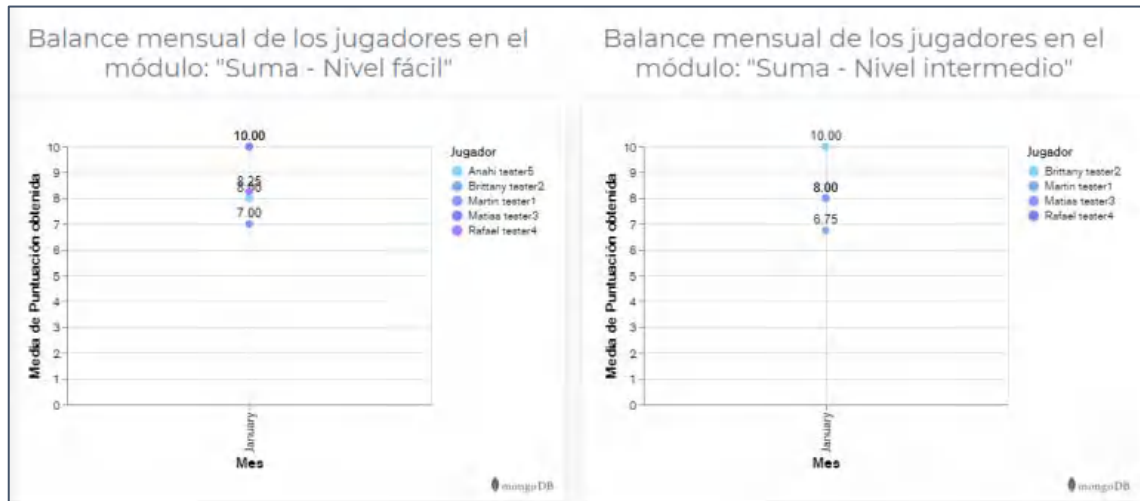 Balance mensual de los jugadores en el
módulo: "Suma - Nivel fácil"
10.00
8.25
8.00
7.00
10
9
8
7
6
5
4
3
2
1
0
Media de Puntuación obtenida
January
Mes
Jugador
Anahi tester5
Brittany tester2
Martin tester1
Matias tester3
Rafael tester4
mongoDB
Balance mensual de los jugadores en el
módulo: "Suma - Nivel intermedio"
10.00
8.00
6.75
10
9
8
7
6
5
4
3
2
1
0
Media de Puntuación obtenida
January
Mes
Jugador
Brittany tester2
Martin tester1
Matias tester3
Rafael tester4
mongoDB